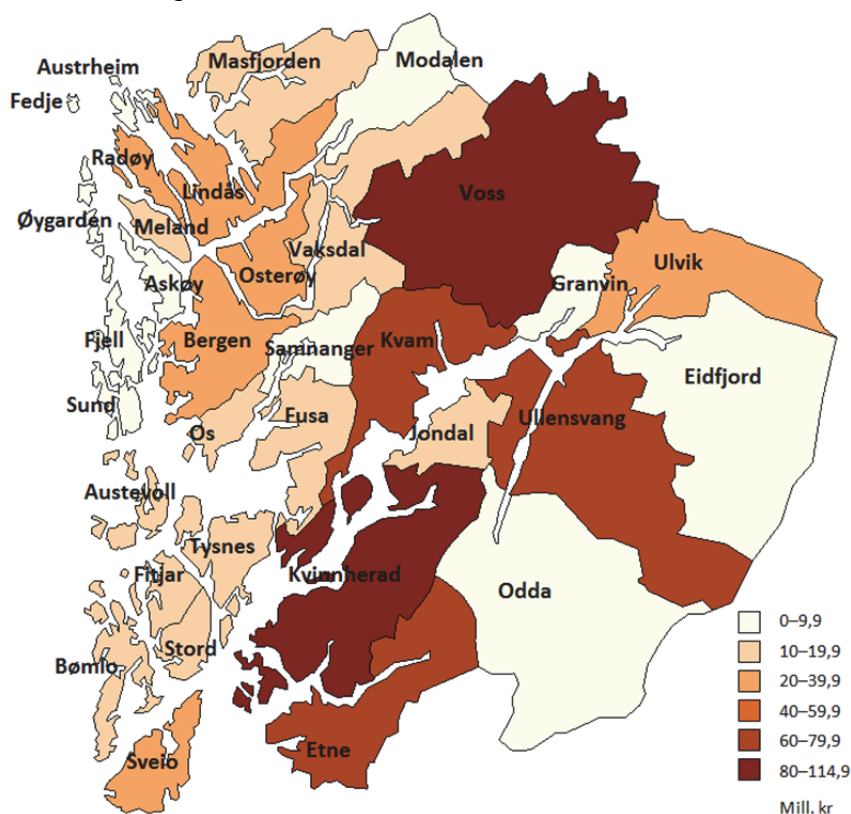 Masfjorden
Modalen
Austrheim
Fedje
Radøy
Lindås
Voss
Øygarden
Meland
Vaksdal
Ulvik
Osterøy
Askøy
Granvin
Fjell
Bergen
Samnanger
Kvam
Eidfjord
Sund
Fusa
Ullensvang
Os
Jondal
Austevoll
Tysnes
Fitjar
Kvinnherad
Odda
Stord
Bømlo
Etne
Sveio
0–9,9
10–19,9
20–39,9
40–59,9
60–79,9
80–114,9
Mill. kr